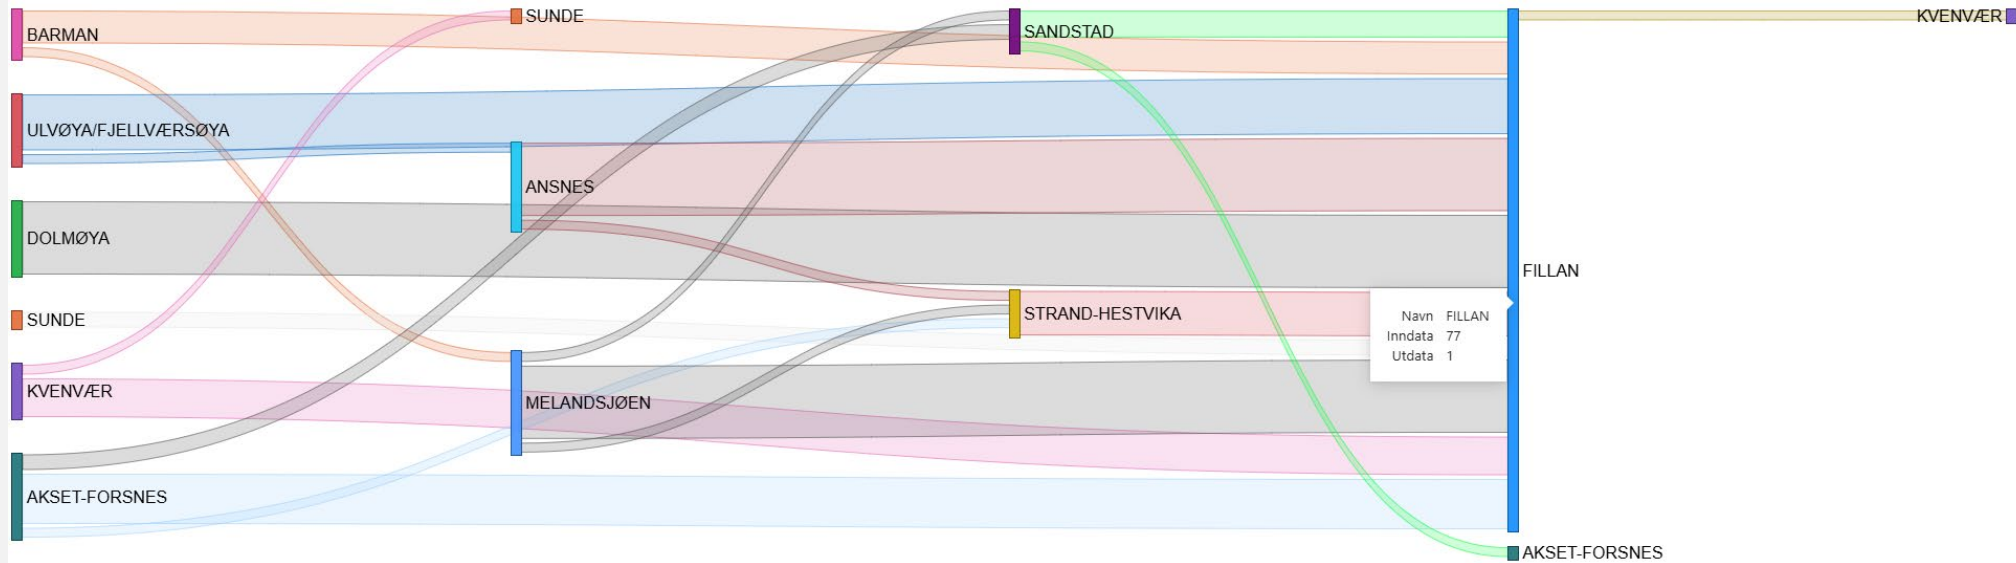 BARMAN
ULVØYA/FJELLVÆRSØYA
DOLMØYA
SUNDE
KVENVÆR
AKSET-FORSNES
SUNDE
ANSNES
MELANDSJØEN
SANDSTAD
STRAND-HESTVIKA
Navn FILLAN
Inndata 77
Utdata 1
FILLAN
AKSET-FORSNES
KVENVÆR